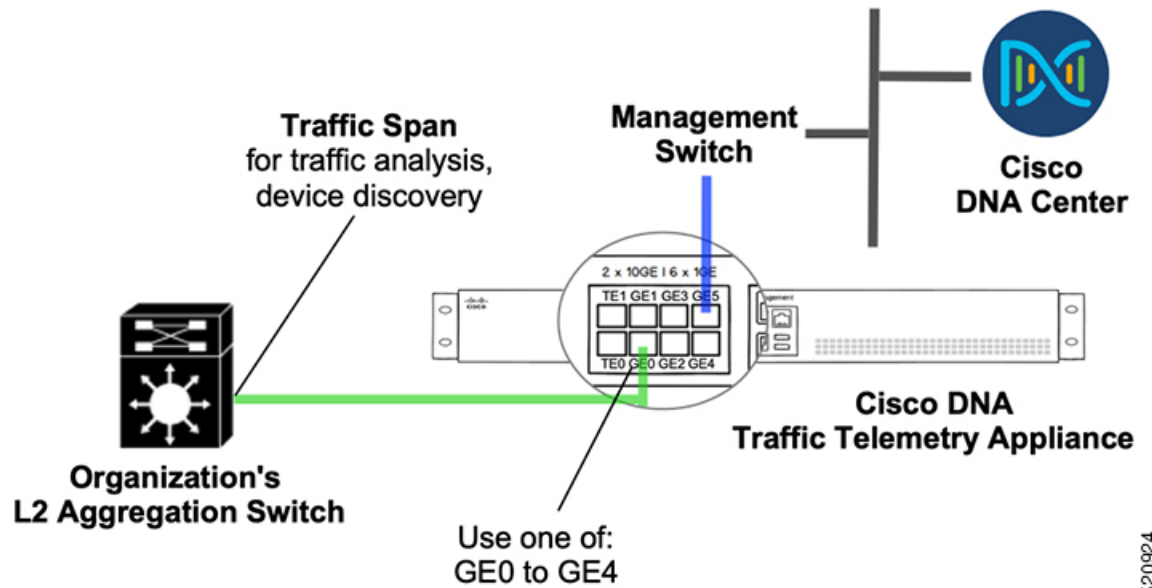 Traffic Span
for traffic analysis,
device discovery
Management
Switch
Cisco
DNA Center
2 x 10GE I 6 x 1GE
TE1 GE1 GE3 GE5
TE0 GE0 GE2 GE4
CISCO
Cisco DNA
Traffic Telemetry Appliance
Organization's
L2 Aggregation Switch
Use one of:
GE0 to GE4